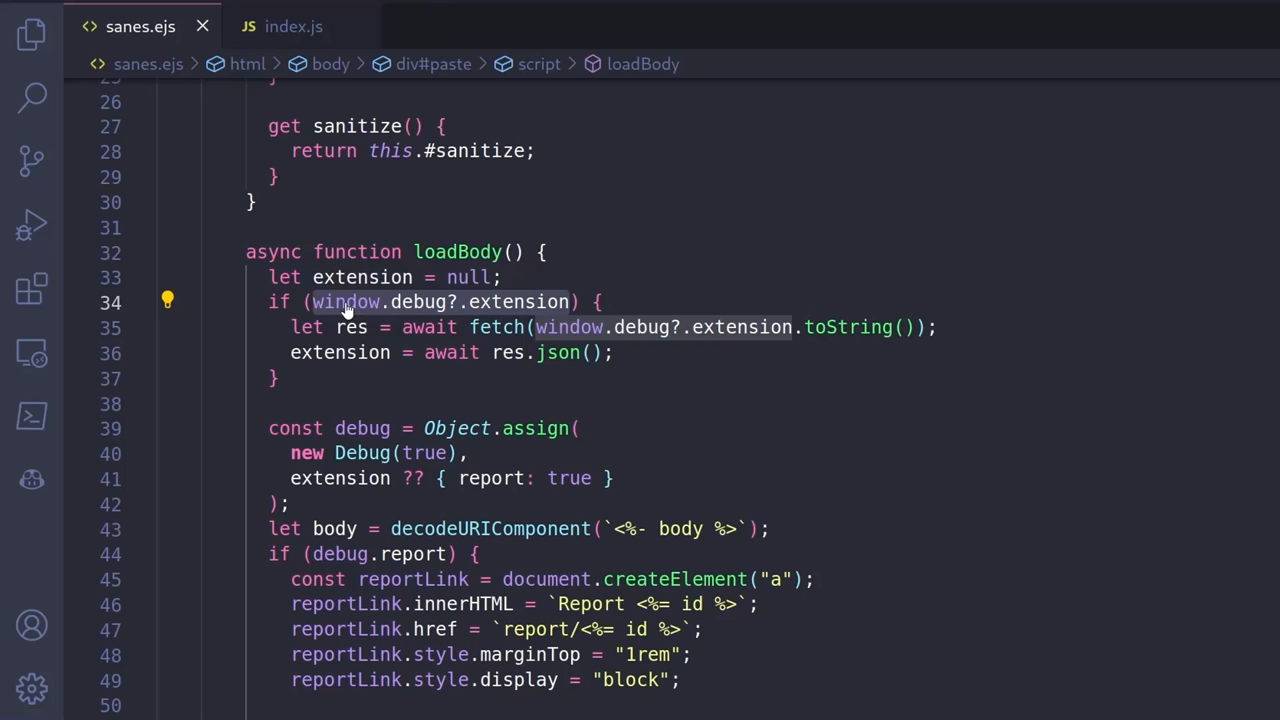 sanes.ejs
JS index.js
sanes.ejs html body div#paste script loadBody
25 }
26
27 get sanitize() {
28 return this.#sanitize;
29 }
30 }
31
32 async function loadBody() {
33 let extension = null;
34 if (window.debug?.extension) {
35 let res = await fetch(window.debug?.extension.toString());
36 extension = await res.json();
37 }
38
39 const debug = Object.assign(
40 new Debug(true),
41 extension ?? { report: true }
42 );
43 let body = decodeURIComponent(`<%- body %>`);
44 if (debug.report) {
45 const reportLink = document.createElement("a");
46 reportLink.innerHTML = `Report <%= id %>`;
47 reportLink.href = `report/<%= id %>`;
48 reportLink.style.marginTop = "1rem";
49 reportLink.style.display = "block";
50